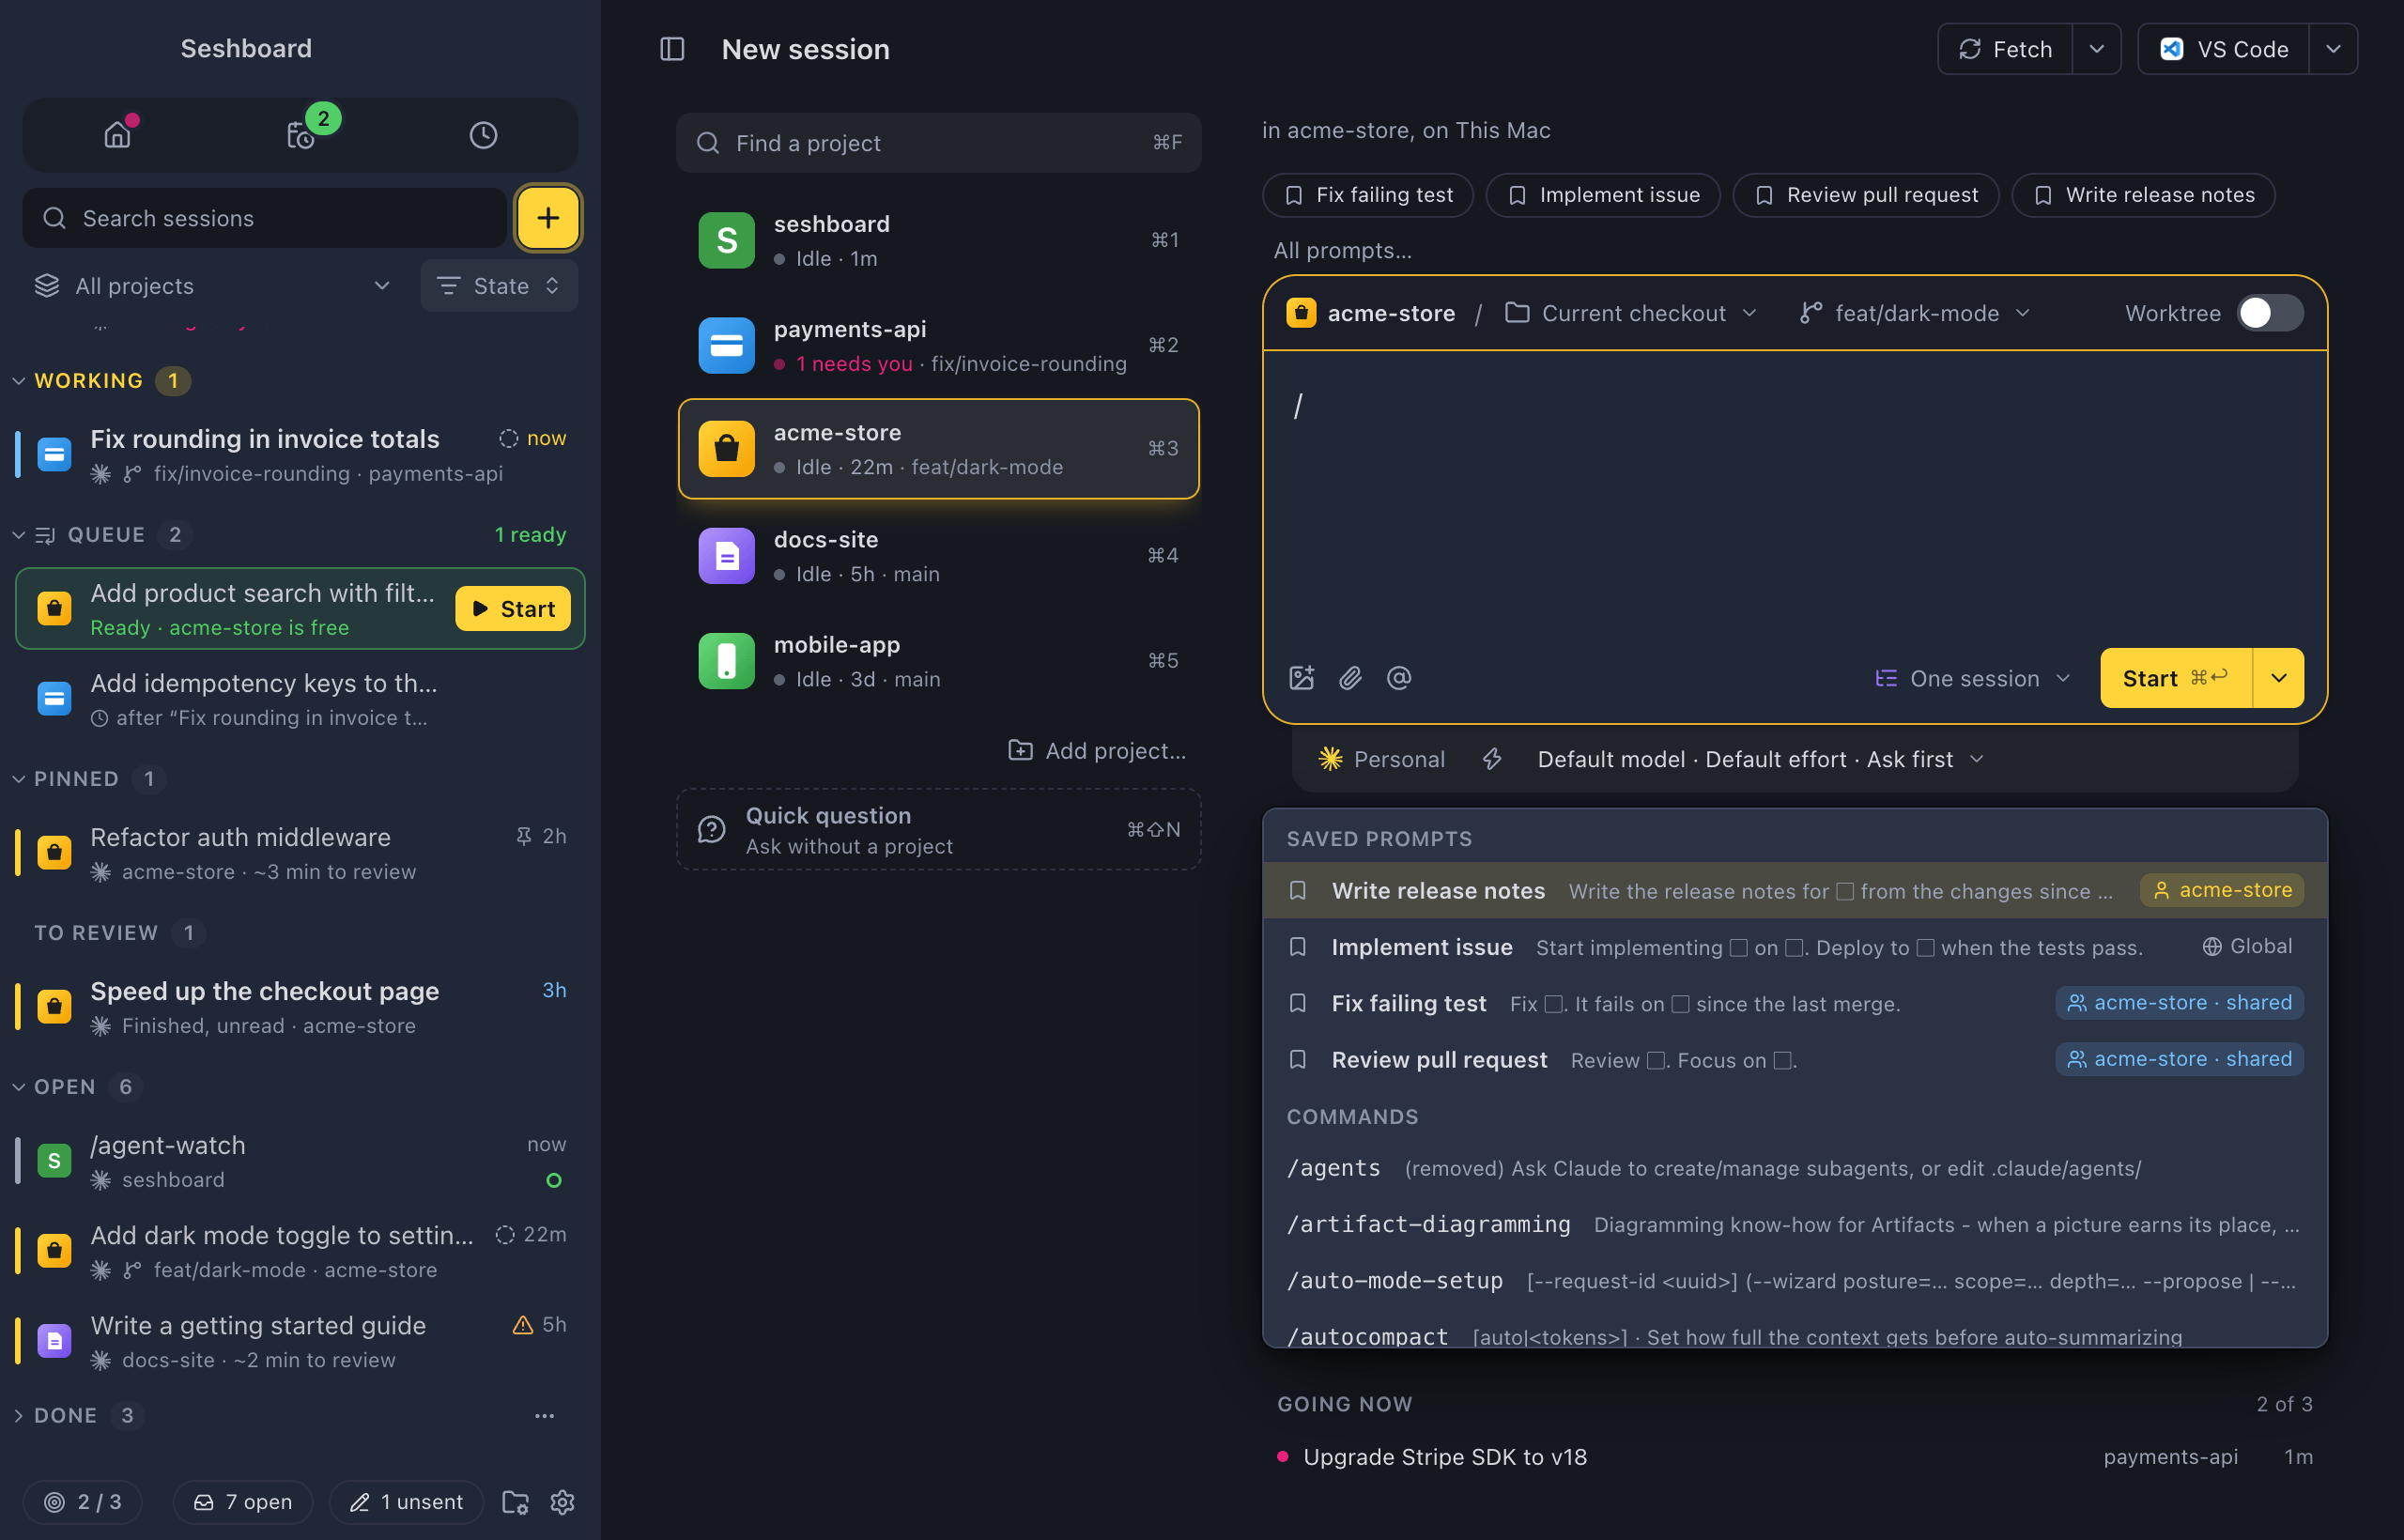 Seshboard
2
Search sessions
All projects
State
WORKING 1
Fix rounding in invoice totals now
fix/invoice-rounding · payments-api
QUEUE 2 1 ready
Add product search with filt... Start
Ready · acme-store is free
Add idempotency keys to th...
after “Fix rounding in invoice t...
PINNED 1
Refactor auth middleware 2h
acme-store · ~3 min to review
TO REVIEW 1
Speed up the checkout page 3h
Finished, unread · acme-store
OPEN 6
S /agent-watch now
seshboard
Add dark mode toggle to settin... 22m
feat/dark-mode · acme-store
Write a getting started guide 5h
docs-site · ~2 min to review
DONE 3 ...
2 / 3 7 open 1 unsent
New session
Fetch
VS Code
Find a project ⌘F
S seshboard ⌘1
Idle · 1m
payments-api ⌘2
1 needs you · fix/invoice-rounding
acme-store ⌘3
Idle · 22m · feat/dark-mode
docs-site ⌘4
Idle · 5h · main
mobile-app ⌘5
Idle · 3d · main
Add project...
Quick question ⌘⇧N
Ask without a project
in acme-store, on This Mac
Fix failing test
Implement issue
Review pull request
Write release notes
All prompts...
acme-store / Current checkout feat/dark-mode Worktree
/
One session Start ⌘↩
Personal Default model · Default effort · Ask first
SAVED PROMPTS
Write release notes Write the release notes for □ from the changes since ... acme-store
Implement issue Start implementing □ on □. Deploy to □ when the tests pass. Global
Fix failing test Fix □. It fails on □ since the last merge. acme-store · shared
Review pull request Review □. Focus on □. acme-store · shared
COMMANDS
/agents (removed) Ask Claude to create/manage subagents, or edit .claude/agents/
/artifact-diagramming Diagramming know-how for Artifacts - when a picture earns its place, ...
/auto-mode-setup [--request-id <uuid>] (--wizard posture=... scope=... depth=... --propose | --...
/autocompact [auto|<tokens>] · Set how full the context gets before auto-summarizing
GOING NOW 2 of 3
Upgrade Stripe SDK to v18 payments-api 1m